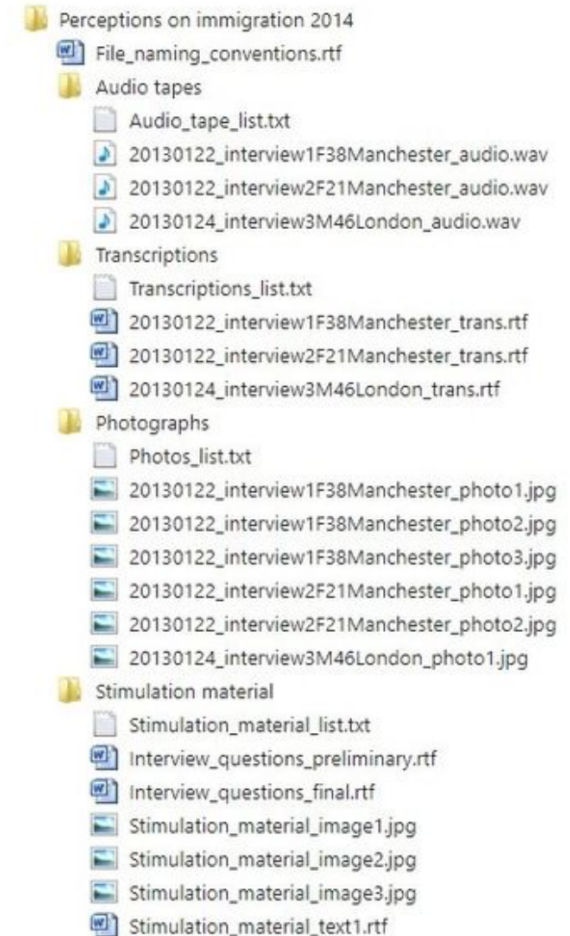 Perceptions on immigration 2014
File_naming_conventions.rtf
Audio tapes
Audio_tape_list.txt
20130122_interview1F38Manchester_audio.wav
20130122_interview2F21Manchester_audio.wav
20130124_interview3M46London_audio.wav
Transcriptions
Transcriptions_list.txt
20130122_interview1F38Manchester_trans.rtf
20130122_interview2F21Manchester_trans.rtf
20130124_interview3M46London_trans.rtf
Photographs
Photos_list.txt
20130122_interview1F38Manchester_photo1.jpg
20130122_interview1F38Manchester_photo2.jpg
20130122_interview1F38Manchester_photo3.jpg
20130122_interview2F21Manchester_photo1.jpg
20130122_interview2F21Manchester_photo2.jpg
20130124_interview3M46London_photo1.jpg
Stimulation material
Stimulation_material_list.txt
Interview_questions_preliminary.rtf
Interview_questions_final.rtf
Stimulation_material_image1.jpg
Stimulation_material_image2.jpg
Stimulation_material_image3.jpg
Stimulation_material_text1.rtf